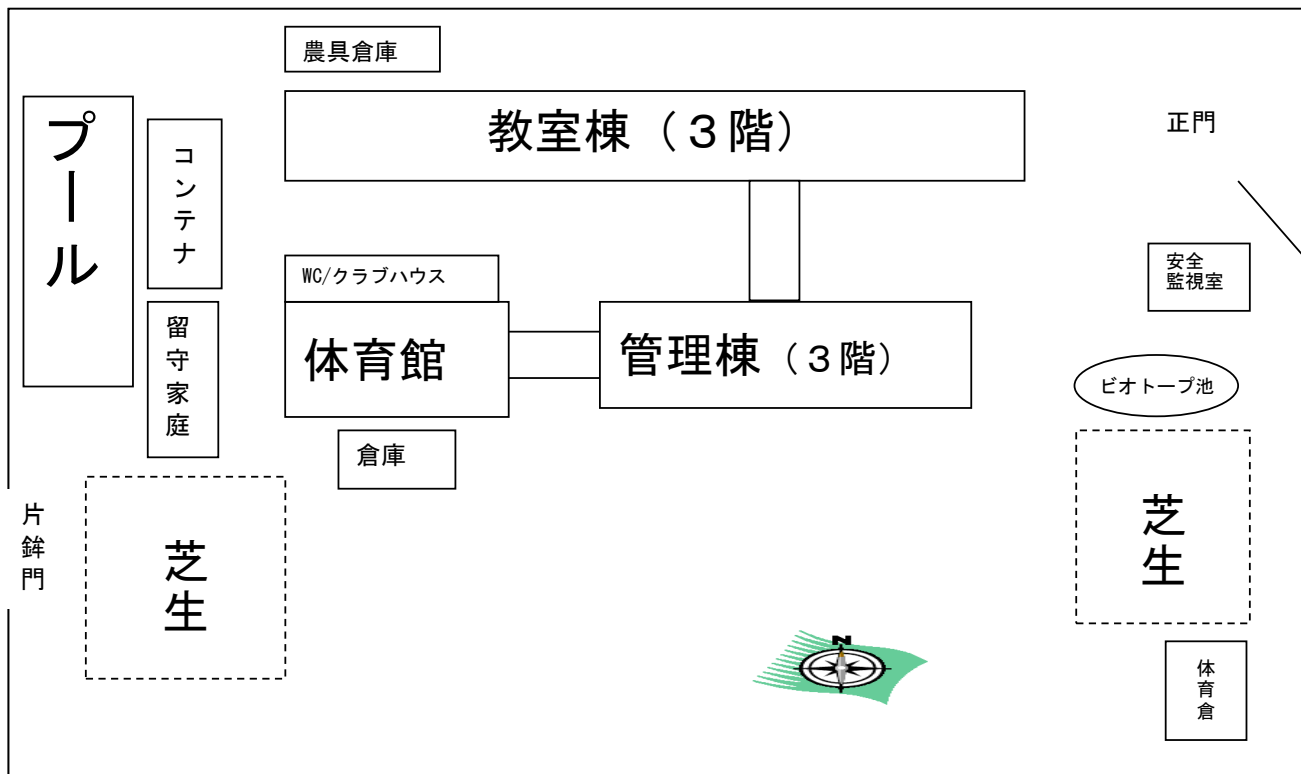 農具倉庫
教室棟（３階）
正門
プール
コンテナ
安全
監視室
WC/クラブハウス
留守家庭
体育館
管理棟（３階）
ビオトープ池
倉庫
片鉾門
芝生
芝生
N
体育倉